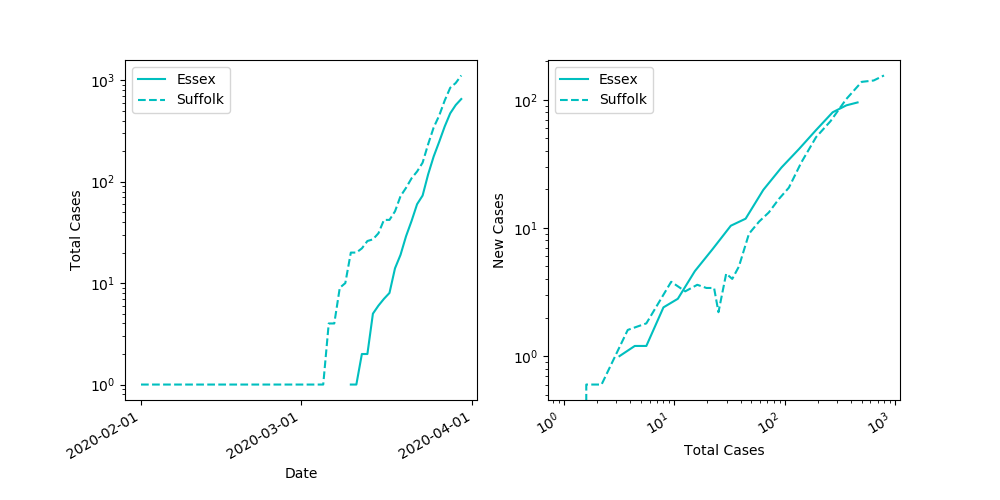 Essex
Suffolk
10³
10²
10¹
10⁰
Total Cases
2020-02-01
2020-03-01
2020-04-01
Date
Essex
Suffolk
10²
10¹
10⁰
New Cases
10⁰
10¹
10²
10³
Total Cases